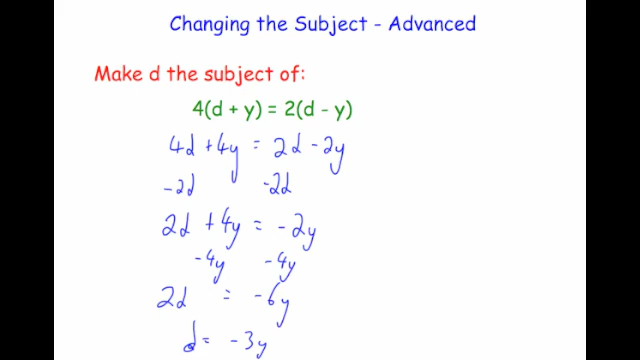 Changing the Subject - Advanced
Make d the subject of:
4(d + y) = 2(d - y)
4d + 4y = 2d - 2y
-2d -2d
2d + 4y = - 2y
- 4y - 4y
2d = - 6y
d = - 3y